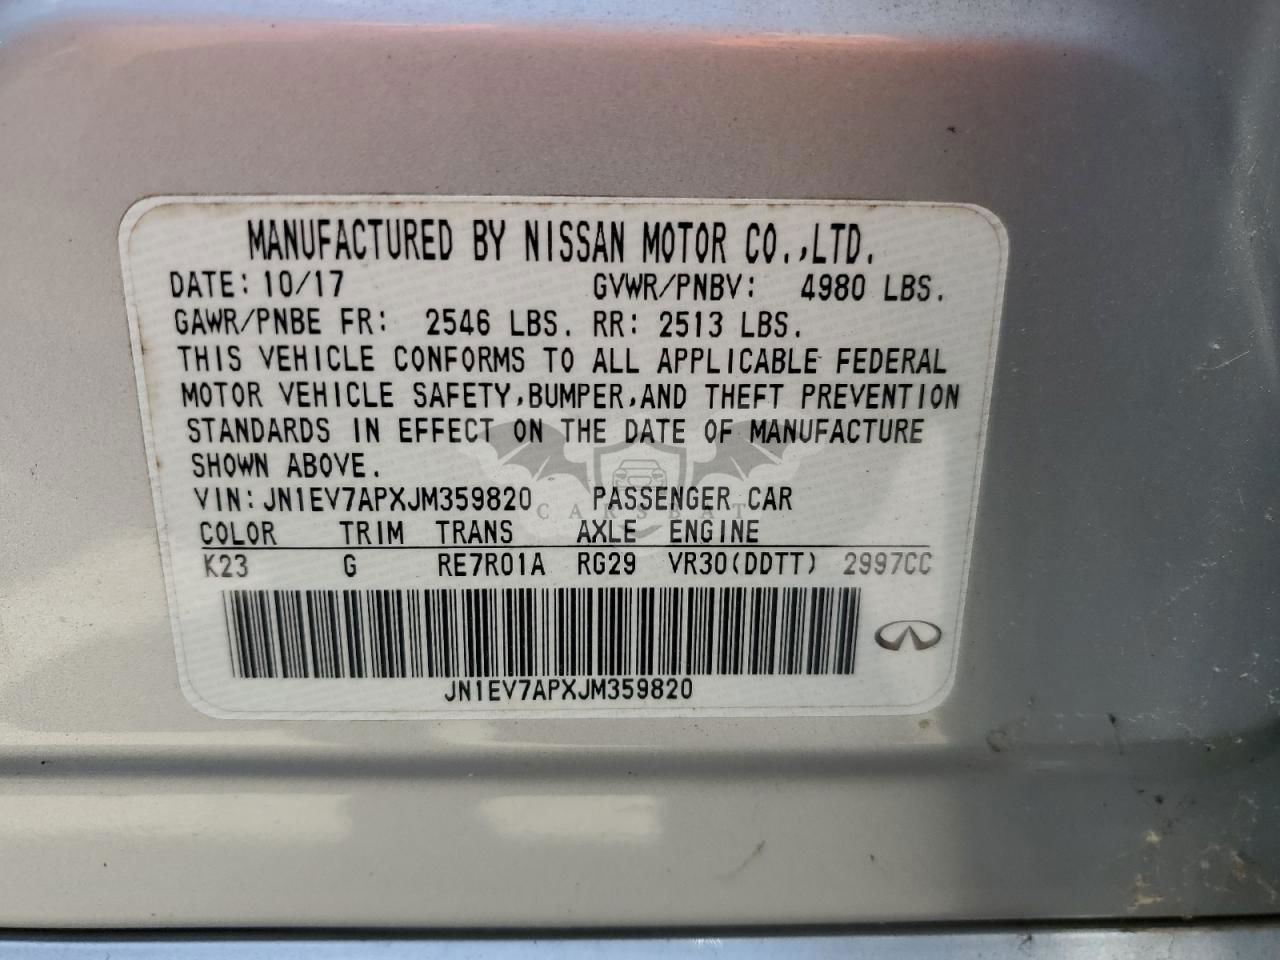 MANUFACTURED BY NISSAN MOTOR CO.,LTD.
DATE: 10/17 GVWR/PNBV: 4980 LBS.
GAWR/PNBE FR: 2546 LBS. RR: 2513 LBS.
THIS VEHICLE CONFORMS TO ALL APPLICABLE FEDERAL
MOTOR VEHICLE SAFETY,BUMPER,AND THEFT PREVENTION
STANDARDS IN EFFECT ON THE DATE OF MANUFACTURE
SHOWN ABOVE.
VIN:JN1EV7APXJM359820 PASSENGER CAR
CARSBAT
COLOR TRIM TRANS AXLE ENGINE
K23 G RE7R01A RG29 VR30(DDTT) 2997CC
JN1EV7APXJM359820